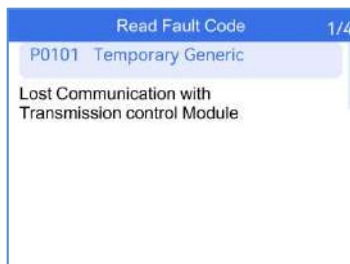 Read Fault Code 1/4
P0101 Temporary Generic
Lost Communication with
Transmission control Module